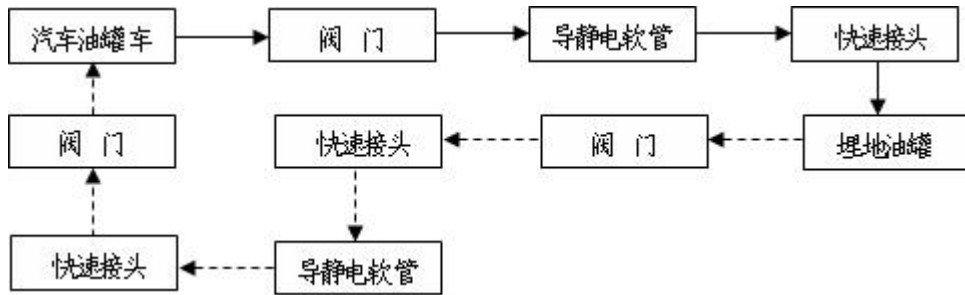 汽车油罐车
阀 门
导静电软管
快速接头
阀 门
快速接头
阀 门
埋地油罐
快速接头
导静电软管